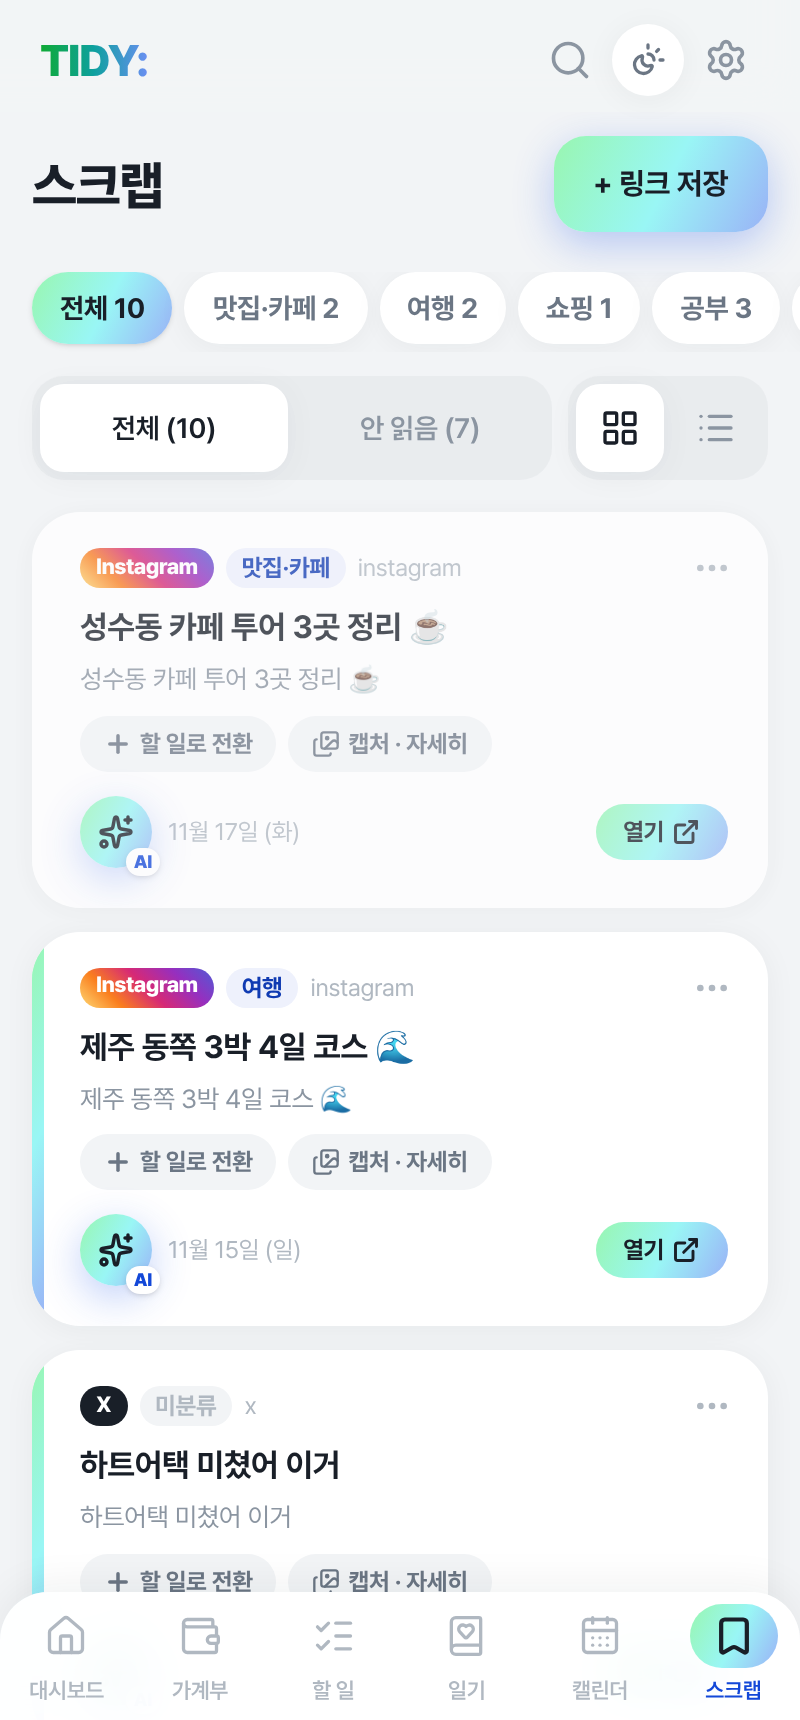 TIDY:
스크랩
+ 링크 저장
전체 10 맛집·카페 2 여행 2 쇼핑 1 공부 3
전체 (10) 안 읽음 (7)
Instagram 맛집·카페 instagram
성수동 카페 투어 3곳 정리 ☕
성수동 카페 투어 3곳 정리 ☕
+ 할 일로 전환 캡처 · 자세히
AI 11월 17일 (화) 열기
Instagram 여행 instagram
제주 동쪽 3박 4일 코스 🌊
제주 동쪽 3박 4일 코스 🌊
+ 할 일로 전환 캡처 · 자세히
AI 11월 15일 (일) 열기
X 미분류 x
하트어택 미쳤어 이거
하트어택 미쳤어 이거
+ 할 일로 전환 캡처 · 자세히
대시보드 가계부 할 일 일기 캘린더 스크랩